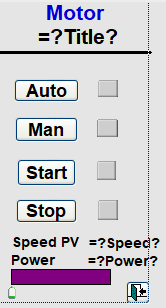 Motor
=?Title?
Auto
Man
Start
Stop
Speed PV =?Speed?
Power =?Power?